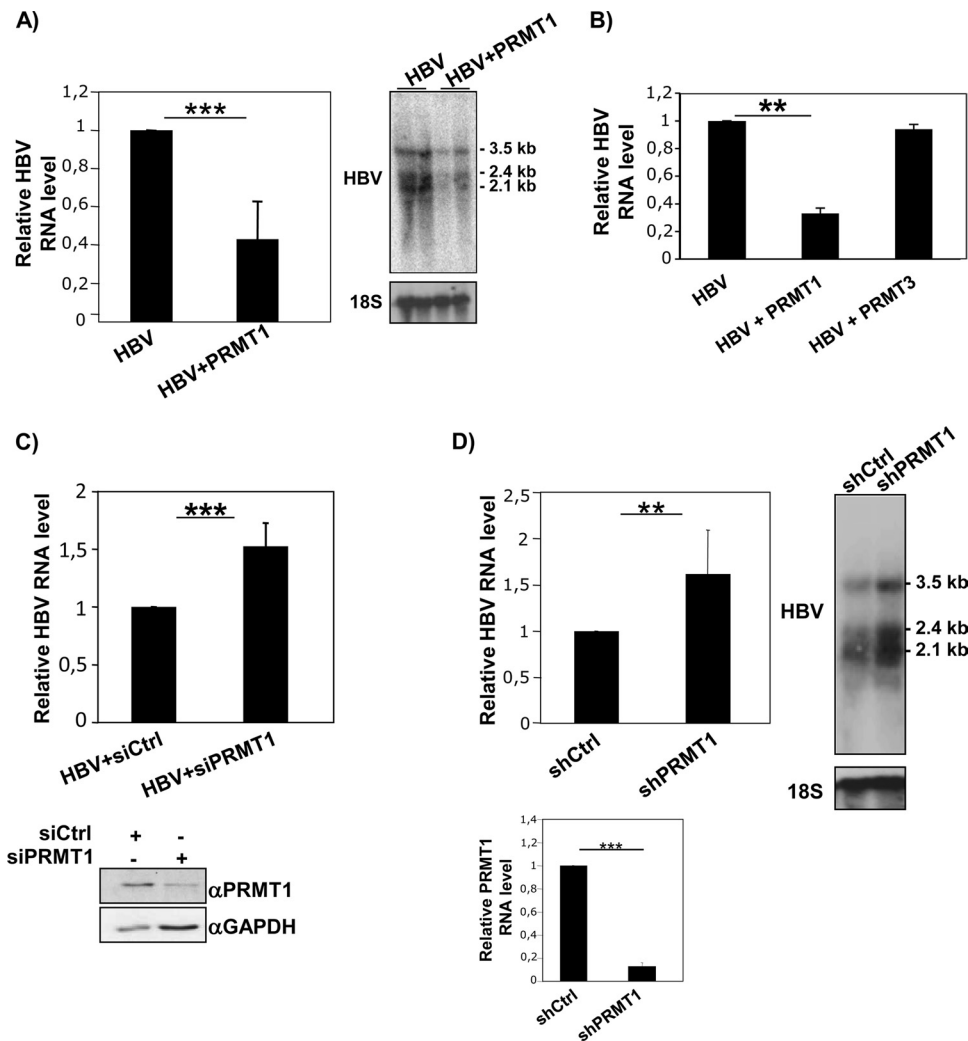 A)
Relative HBV
RNA level
1,2
1
0,8
0,6
0,4
0,2
0
***
HBV
HBV+PRMT1
HBV
HBV+PRMT1
HBV
- 3.5 kb
- 2.4 kb
- 2.1 kb
18S
B)
Relative HBV
RNA level
1,2
1
0,8
0,6
0,4
0,2
0
**
HBV
HBV + PRMT1
HBV + PRMT3
C)
Relative HBV RNA level
2
1,5
1
0,5
0
***
HBV+siCtrl
HBV+siPRMT1
siCtrl + -
siPRMT1 - +
αPRMT1
αGAPDH
D)
Relative HBV RNA level
2,5
2
1,5
1
0,5
0
**
shCtrl
shPRMT1
shCtrl
shPRMT1
HBV
- 3.5 kb
- 2.4 kb
- 2.1 kb
18S
Relative PRMT1
RNA level
1,4
1,2
1
0,8
0,6
0,4
0,2
0
***
shCtrl
shPRMT1